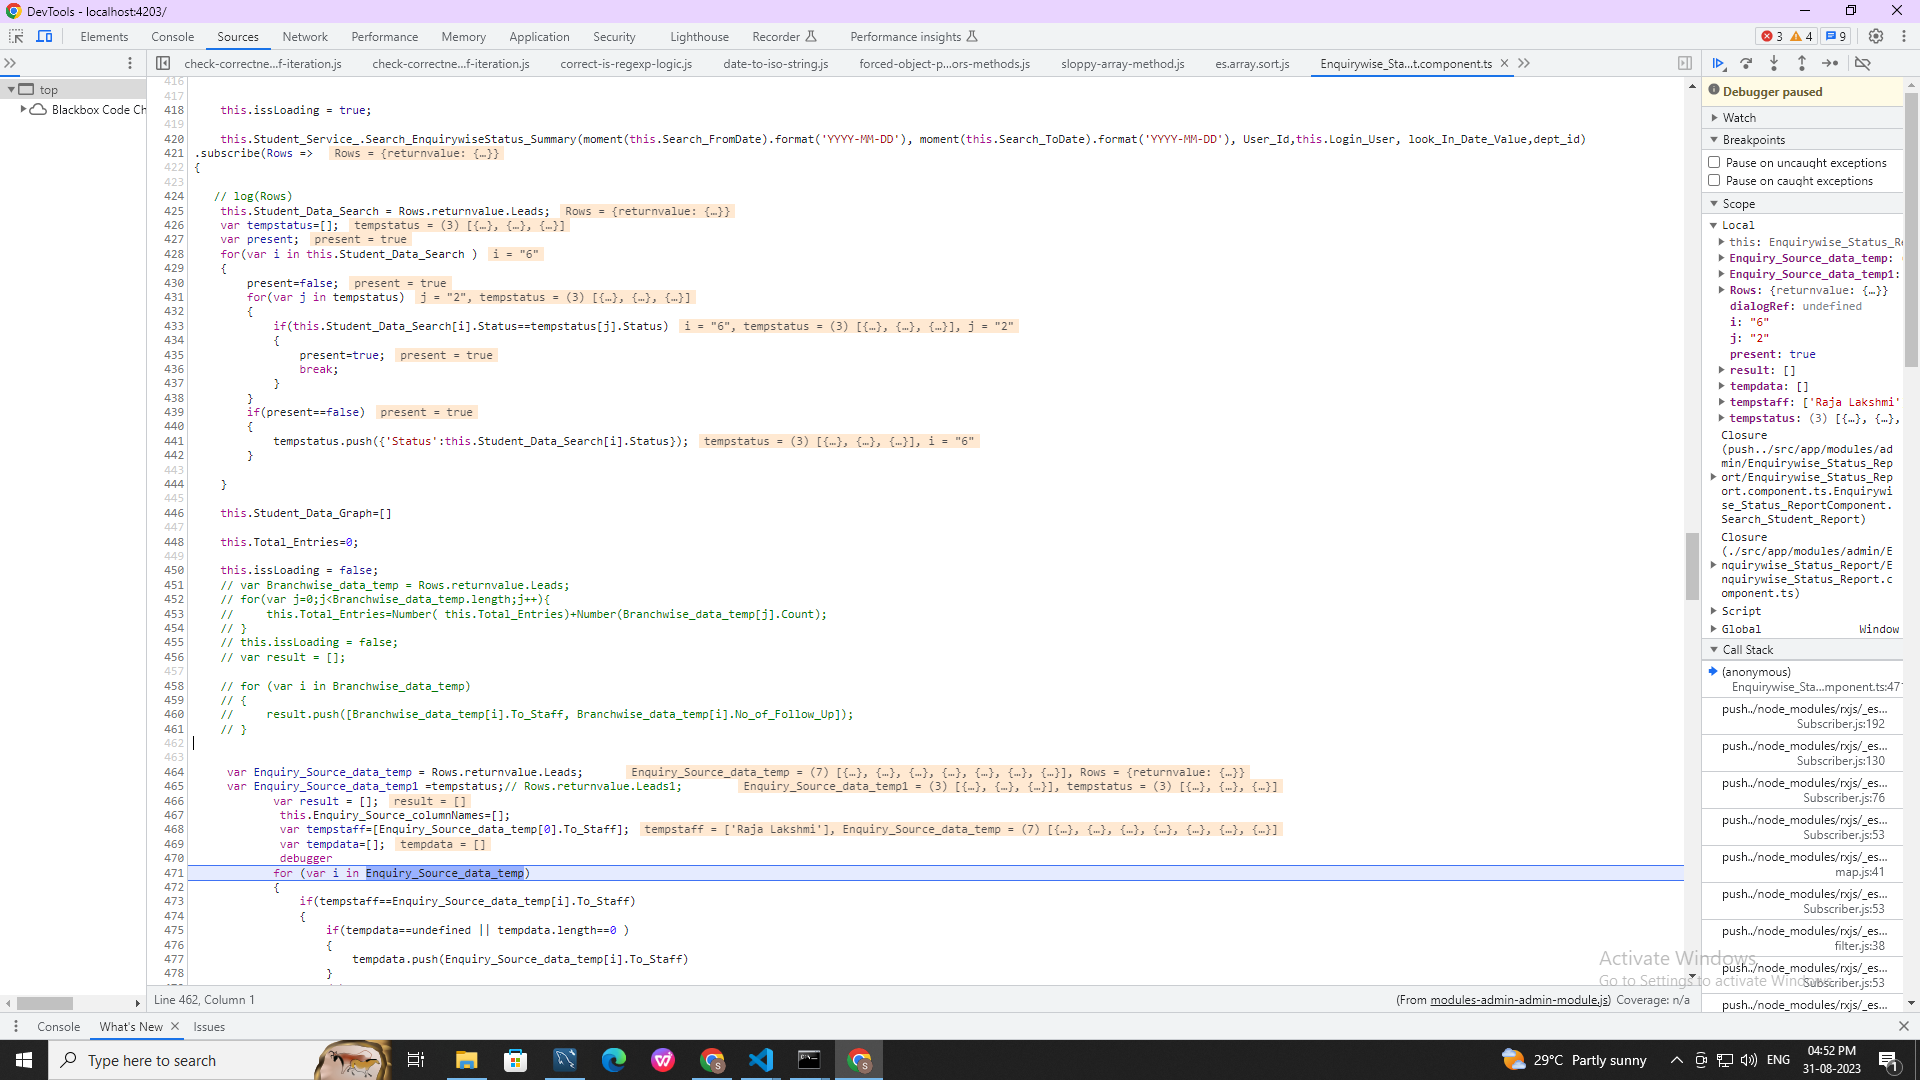 DevTools - localhost:4203/
Elements Console Sources Network Performance Memory Application Security Lighthouse Recorder Performance insights 3 4 9
check-correctne...f-iteration.js check-correctne...f-iteration.js correct-is-regexp-logic.js date-to-iso-string.js forced-object-p...ors-methods.js sloppy-array-method.js es.array.sort.js Enquirywise_Sta...t.component.ts
top
Blackbox Code Ch
416
417
418 this.issLoading = true;
419
420 this.Student_Service_.Search_EnquirywiseStatus_Summary(moment(this.Search_FromDate).format('YYYY-MM-DD'), moment(this.Search_ToDate).format('YYYY-MM-DD'), User_Id,this.Login_User, look_In_Date_Value,dept_id)
421 .subscribe(Rows => Rows = {returnvalue: {…}}
422 {
423
424 // log(Rows)
425 this.Student_Data_Search = Rows.returnvalue.Leads; Rows = {returnvalue: {…}}
426 var tempstatus=[]; tempstatus = (3) [{…}, {…}, {…}]
427 var present; present = true
428 for(var i in this.Student_Data_Search ) i = "6"
429 {
430 present=false; present = true
431 for(var j in tempstatus) j = "2", tempstatus = (3) [{…}, {…}, {…}]
432 {
433 if(this.Student_Data_Search[i].Status==tempstatus[j].Status) i = "6", tempstatus = (3) [{…}, {…}, {…}], j = "2"
434 {
435 present=true; present = true
436 break;
437 }
438 }
439 if(present==false) present = true
440 {
441 tempstatus.push({'Status':this.Student_Data_Search[i].Status}); tempstatus = (3) [{…}, {…}, {…}], i = "6"
442 }
443
444 }
445
446 this.Student_Data_Graph=[]
447
448 this.Total_Entries=0;
449
450 this.issLoading = false;
451 // var Branchwise_data_temp = Rows.returnvalue.Leads;
452 // for(var j=0;j<Branchwise_data_temp.length;j++){
453 // this.Total_Entries=Number( this.Total_Entries)+Number(Branchwise_data_temp[j].Count);
454 // }
455 // this.issLoading = false;
456 // var result = [];
457
458 // for (var i in Branchwise_data_temp)
459 // {
460 // result.push([Branchwise_data_temp[i].To_Staff, Branchwise_data_temp[i].No_of_Follow_Up]);
461 // }
462
463
464 var Enquiry_Source_data_temp = Rows.returnvalue.Leads; Enquiry_Source_data_temp = (7) [{…}, {…}, {…}, {…}, {…}, {…}, {…}], Rows = {returnvalue: {…}}
465 var Enquiry_Source_data_temp1 =tempstatus;// Rows.returnvalue.Leads1; Enquiry_Source_data_temp1 = (3) [{…}, {…}, {…}], tempstatus = (3) [{…}, {…}, {…}]
466 var result = []; result = []
467 this.Enquiry_Source_columnNames=[];
468 var tempstaff=[Enquiry_Source_data_temp[0].To_Staff]; tempstaff = ['Raja Lakshmi'], Enquiry_Source_data_temp = (7) [{…}, {…}, {…}, {…}, {…}, {…}, {…}]
469 var tempdata=[]; tempdata = []
470 debugger
471 for (var i in Enquiry_Source_data_temp)
472 {
473 if(tempstaff==Enquiry_Source_data_temp[i].To_Staff)
474 {
475 if(tempdata==undefined || tempdata.length==0 )
476 {
477 tempdata.push(Enquiry_Source_data_temp[i].To_Staff)
478 }
Line 462, Column 1 (From modules-admin-admin-module.js) Coverage: n/a
Debugger paused
Watch
Breakpoints
Pause on uncaught exceptions
Pause on caught exceptions
Scope
Local
this: Enquirywise_Status_R
Enquiry_Source_data_temp:
Enquiry_Source_data_temp1:
Rows: {returnvalue: {…}}
dialogRef: undefined
i: "6"
j: "2"
present: true
result: []
tempdata: []
tempstaff: ['Raja Lakshmi'
tempstatus: (3) [{…}, {…},
Closure
(push../src/app/modules/ad
min/Enquirywise_Status_Rep
ort/Enquirywise_Status_Rep
ort.component.ts.Enquirywi
se_Status_ReportComponent.
Search_Student_Report)
Closure
(./src/app/modules/admin/E
nquirywise_Status_Report/E
nquirywise_Status_Report.c
omponent.ts)
Script
Global Window
Call Stack
(anonymous)
Enquirywise_Sta...mponent.ts:47
push../node_modules/rxjs/_es...
Subscriber.js:192
push../node_modules/rxjs/_es...
Subscriber.js:130
push../node_modules/rxjs/_es...
Subscriber.js:76
push../node_modules/rxjs/_es...
Subscriber.js:53
push../node_modules/rxjs/_es...
map.js:41
push../node_modules/rxjs/_es...
Subscriber.js:53
push../node_modules/rxjs/_es...
filter.js:38
push../node_modules/rxjs/_es...
Subscriber.js:53
push../node_modules/rxjs/_es...
Activate Windows
Go to Settings to activate Windows.
Console What's New Issues
Type here to search
29°C Partly sunny ENG 04:52 PM
31-08-2023 1